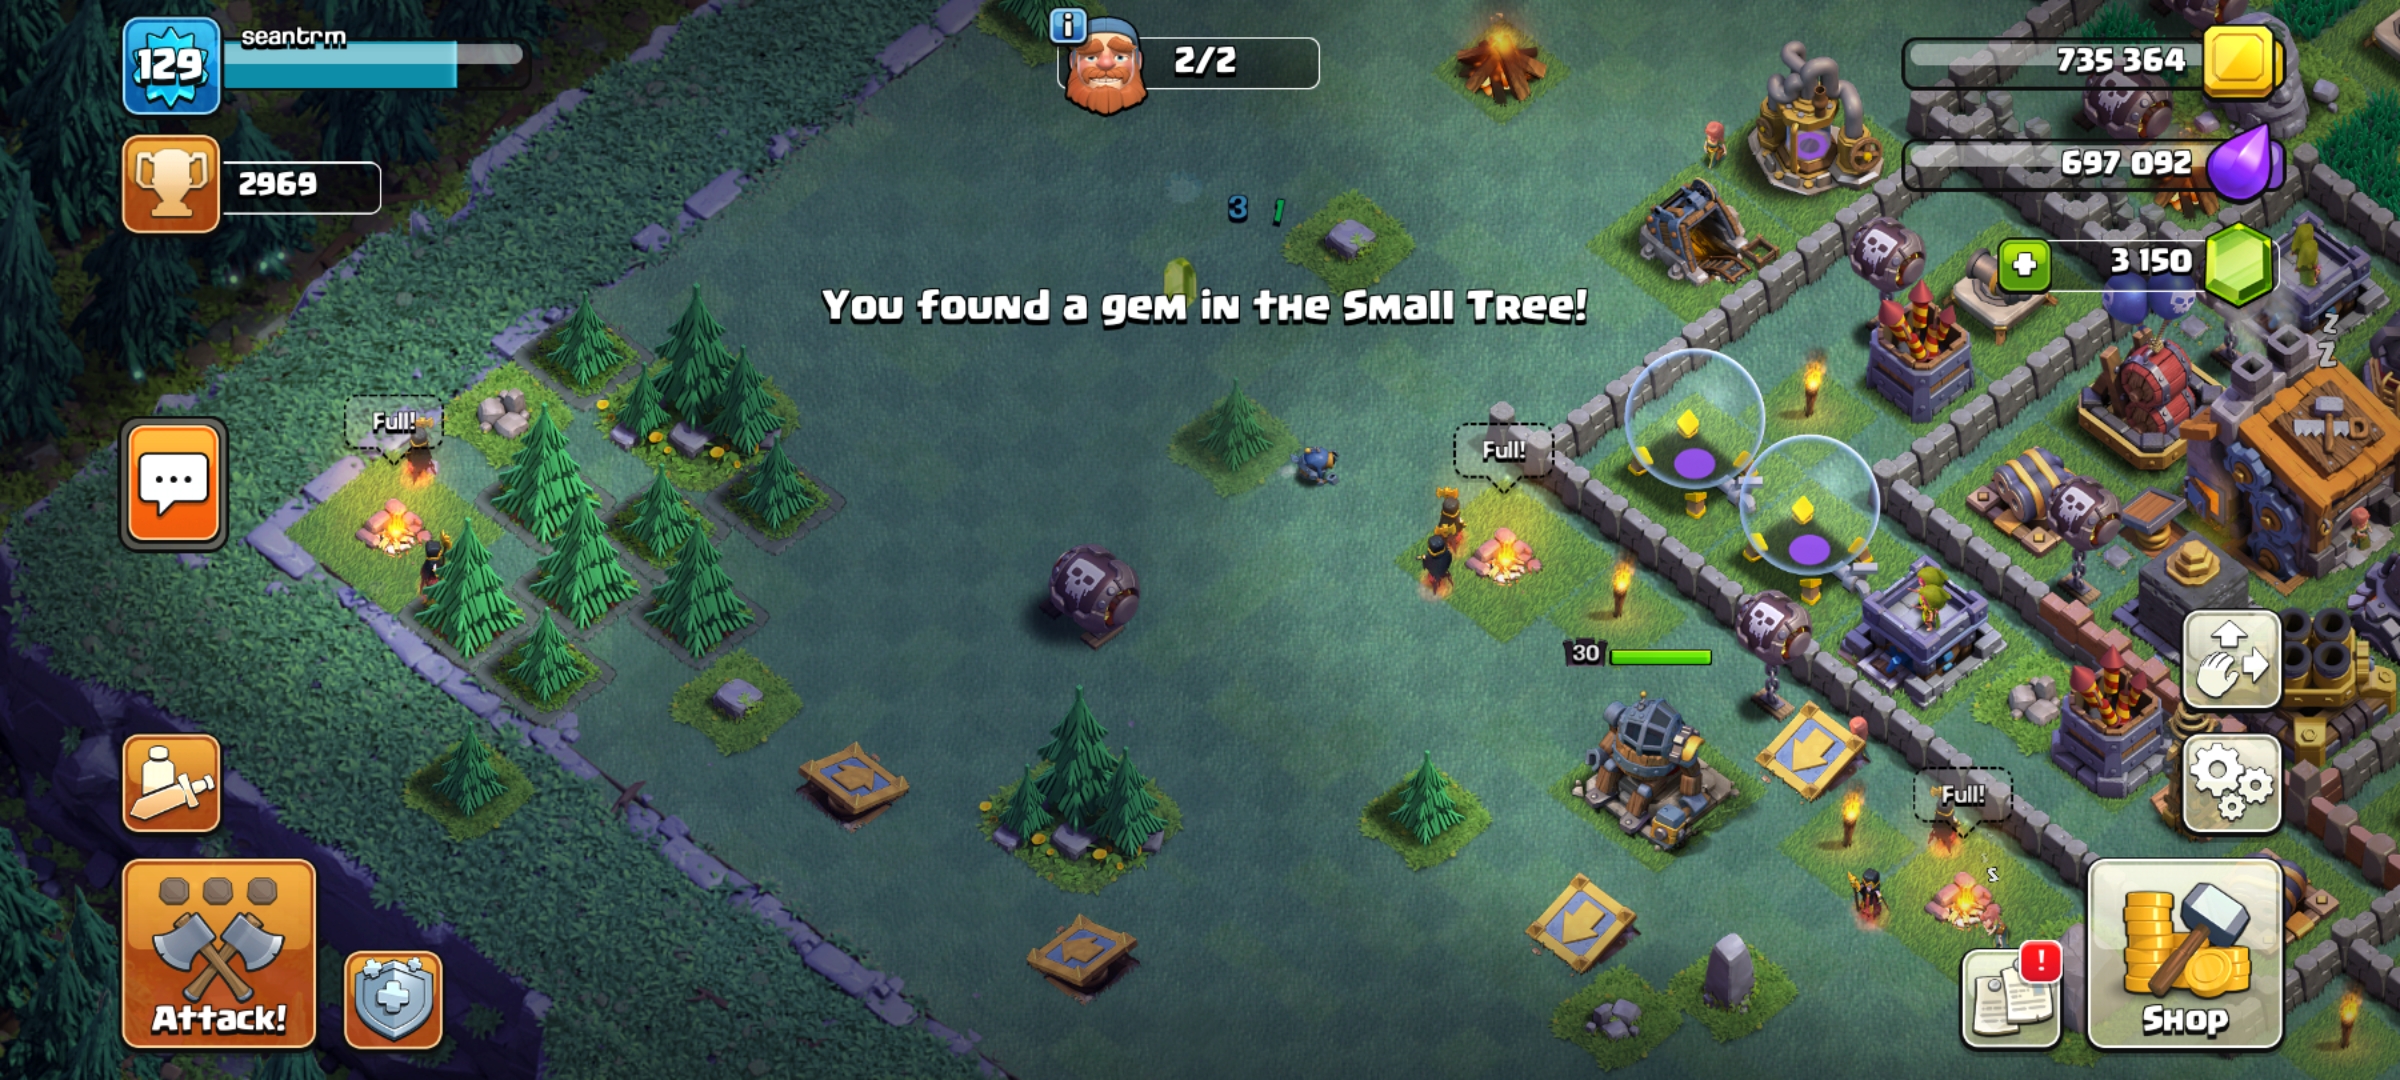 129
seantrm
2/2
735 364
2969
697 092
3 1
3 150
You found a gem in the Small Tree!
z
z
Full!
Full!
30
Full!
z
!
Attack!
Shop